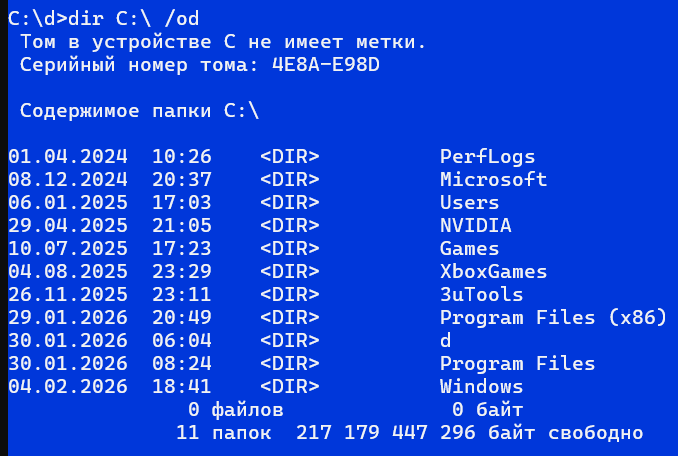 C:\d>dir C:\ /od
Том в устройстве C не имеет метки.
Серийный номер тома: 4E8A-E98D
Содержимое папки C:\
01.04.2024  10:26    <DIR>          PerfLogs
08.12.2024  20:37    <DIR>          Microsoft
06.01.2025  17:03    <DIR>          Users
29.04.2025  21:05    <DIR>          NVIDIA
10.07.2025  17:23    <DIR>          Games
04.08.2025  23:29    <DIR>          XboxGames
26.11.2025  23:11    <DIR>          3uTools
29.01.2026  20:49    <DIR>          Program Files (x86)
30.01.2026  06:04    <DIR>          d
30.01.2026  08:24    <DIR>          Program Files
04.02.2026  18:41    <DIR>          Windows
0 файлов              0 байт
11 папок  217 179 447 296 байт свободно